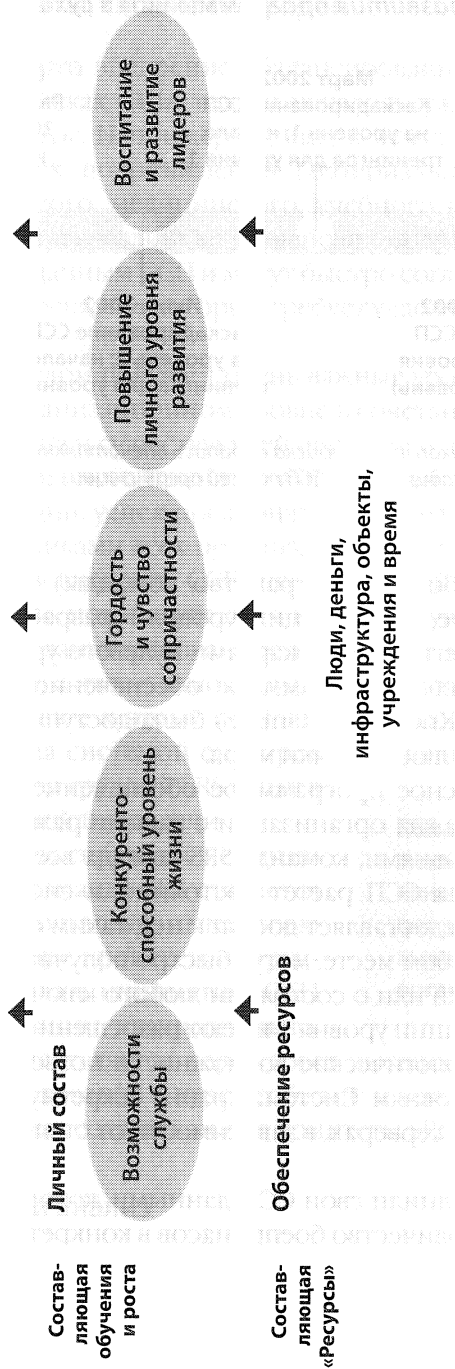 Состав-
ляющая
обучения
и роста
Личный состав
Возможности
службы
Конкуренто-
способный уровень
жизни
Гордость
и чувство
сопричастности
Повышение
личного уровня
развития
Воспитание
и развитие
лидеров
Состав-
ляющая
«Ресурсы»
Обеспечение ресурсов
Люди, деньги,
инфраструктура, объекты,
учреждения и время